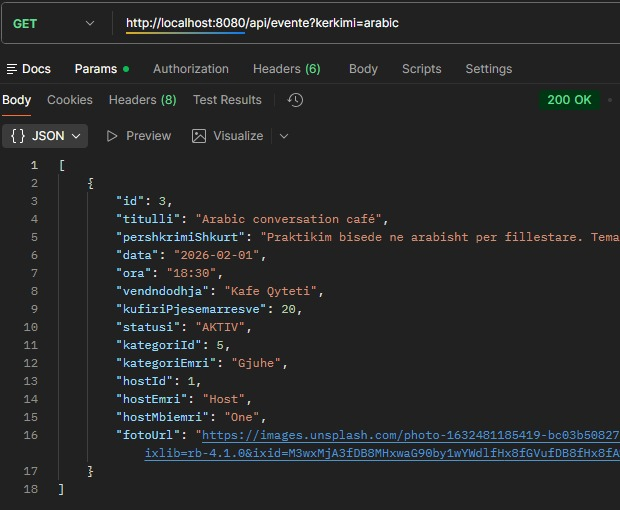 GET http://localhost:8080/api/evente?kerkimi=arabic
Docs Params Authorization Headers (6) Body Scripts Settings
Body Cookies Headers (8) Test Results 200 OK
{} JSON Preview Visualize
1 [
2 {
3 "id": 3,
4 "titulli": "Arabic conversation café",
5 "pershkrimiShkurt": "Praktikim bisede ne arabisht per fillestare. Tema
6 "data": "2026-02-01",
7 "ora": "18:30",
8 "vendndodhja": "Kafe Qyteti",
9 "kufiriPjesemarresve": 20,
10 "statusi": "AKTIV",
11 "kategoriId": 5,
12 "kategoriEmri": "Gjuhe",
13 "hostId": 1,
14 "hostEmri": "Host",
15 "hostMbiemri": "One",
16 "fotoUrl": "https://images.unsplash.com/photo-1632481185419-bc03b50827
ixlib=rb-4.1.0&ixid=M3wxMjA3fDB8MHxwaG90by1wYWdlfHx8fGVufDB8fHx8fA
17 }
18 ]